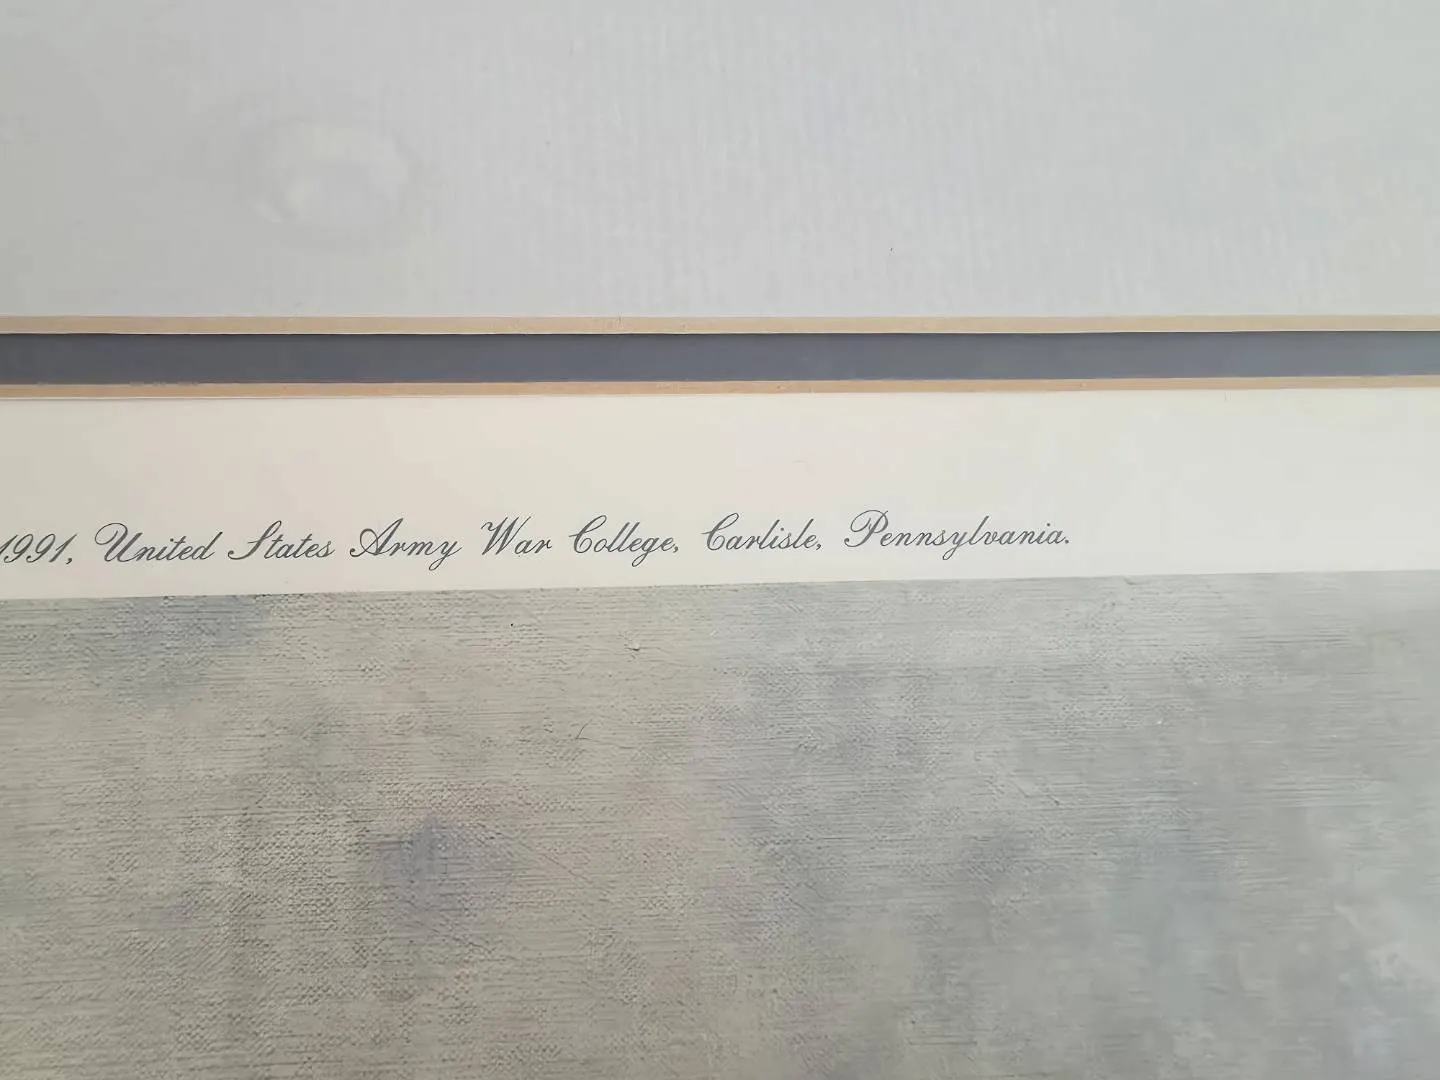 1991, United States Army War College, Carlisle, Pennsylvania.